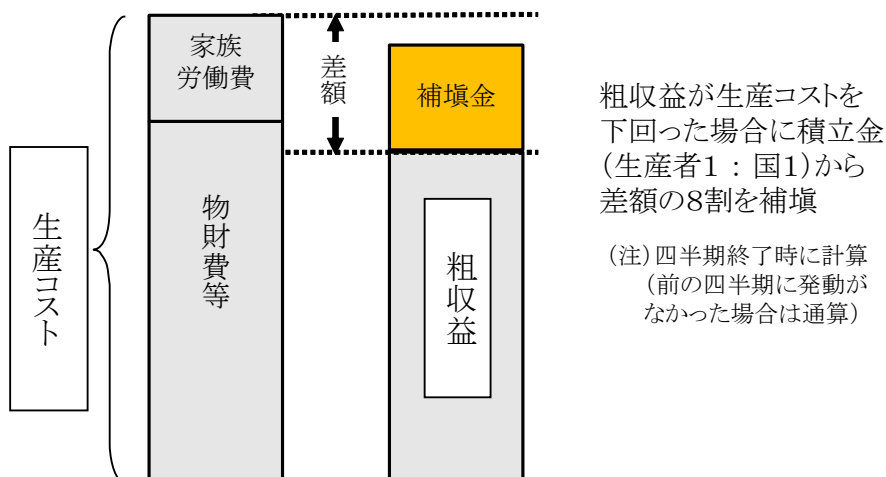 家族
労働費
差額
補塡金
生産コスト
物財費等
粗収益
粗収益が生産コストを
下回った場合に積立金
（生産者１：国１）から
差額の８割を補塡
（注）四半期終了時に計算
（前の四半期に発動が
なかった場合は通算）